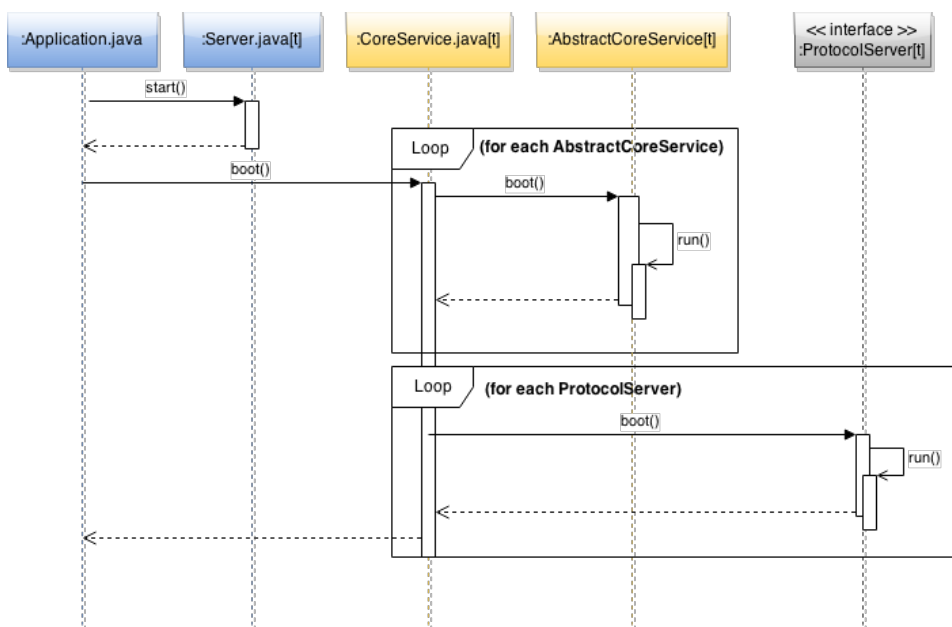 :Application.java
:Server.java[t]
:CoreService.java[t]
:AbstractCoreService[t]
<< interface >>
:ProtocolServer[t]
start()
Loop
(for each AbstractCoreService)
boot()
boot()
run()
Loop
(for each ProtocolServer)
boot()
run()